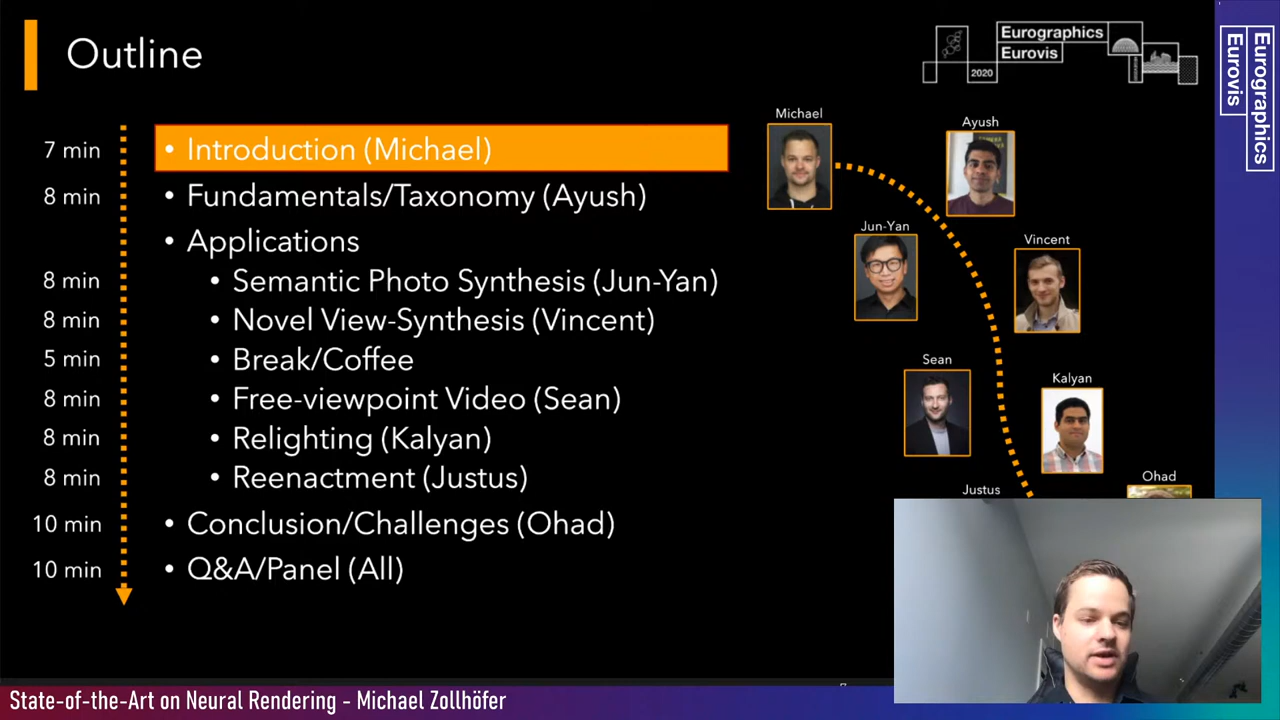 Outline
Eurographics
Eurovis
2020
Eurographics
Eurovis
7 min • Introduction (Michael)
8 min • Fundamentals/Taxonomy (Ayush)
• Applications
8 min • Semantic Photo Synthesis (Jun-Yan)
8 min • Novel View-Synthesis (Vincent)
5 min • Break/Coffee
8 min • Free-viewpoint Video (Sean)
8 min • Relighting (Kalyan)
8 min • Reenactment (Justus)
10 min • Conclusion/Challenges (Ohad)
10 min • Q&A/Panel (All)
Michael
Ayush
Jun-Yan
Vincent
Sean
Kalyan
Ohad
Justus
State-of-the-Art on Neural Rendering - Michael Zollhöfer